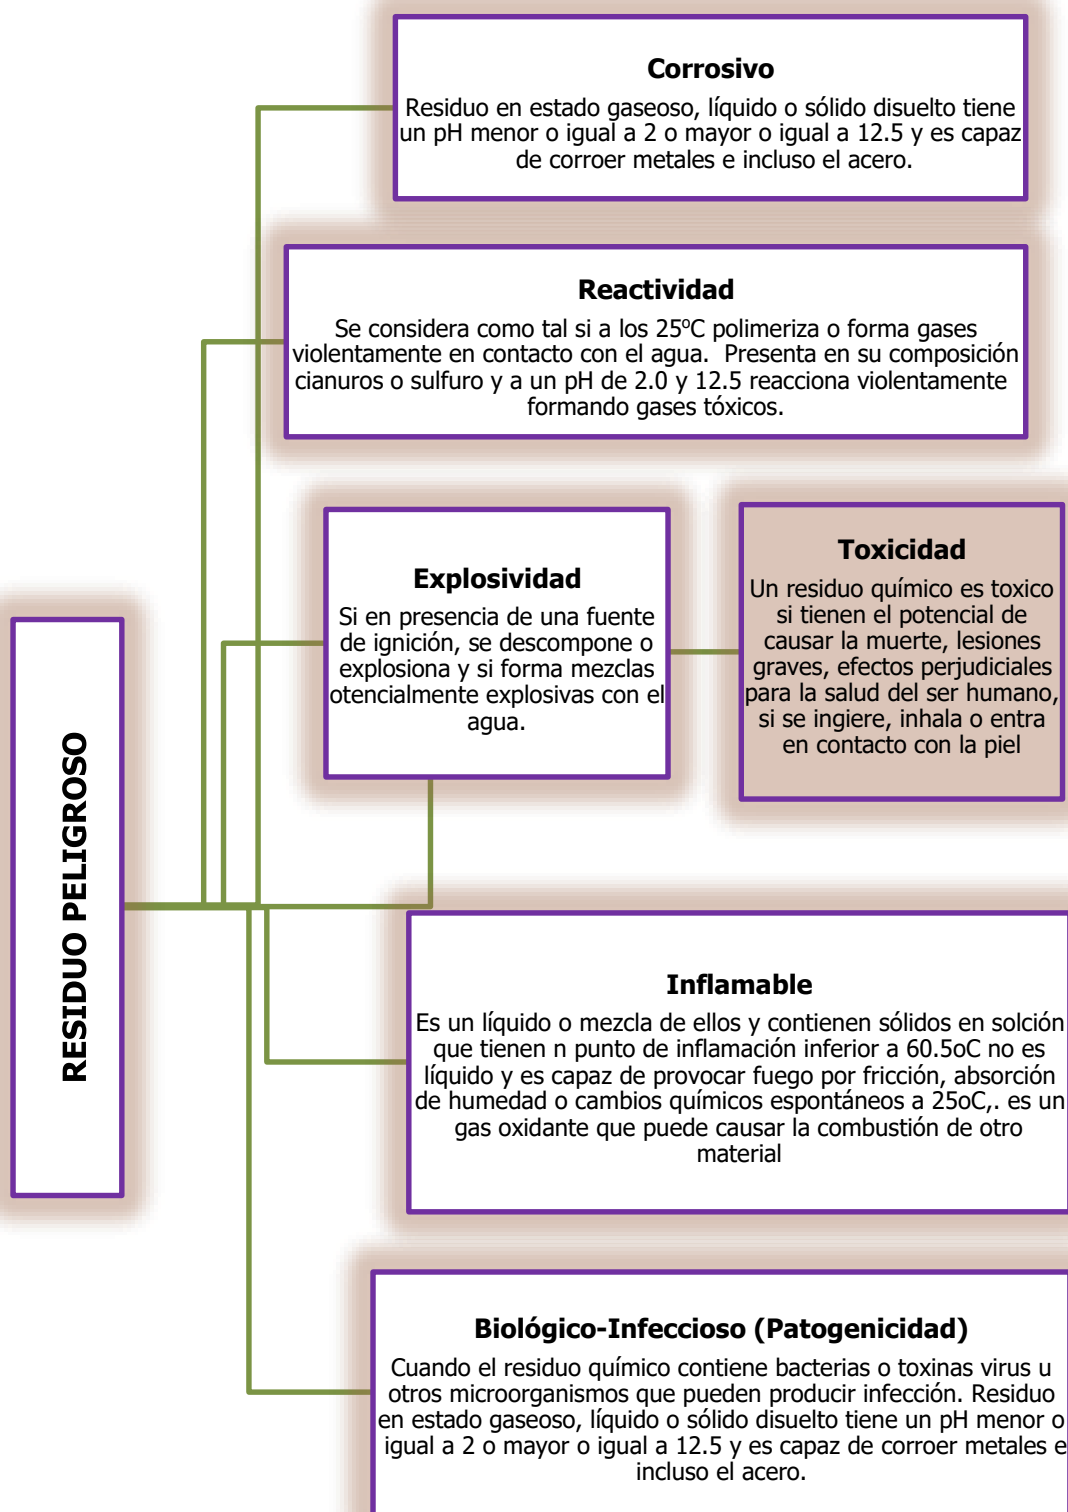 Corrosivo
Residuo en estado gaseoso, líquido o sólido disuelto tiene
un pH menor o igual a 2 o mayor o igual a 12.5 y es capaz
de corroer metales e incluso el acero.
Reactividad
Se considera como tal si a los 25ºC polimeriza o forma gases
violentamente en contacto con el agua. Presenta en su composición
cianuros o sulfuro y a un pH de 2.0 y 12.5 reacciona violentamente
formando gases tóxicos.
Explosividad
Si en presencia de una fuente
de ignición, se descompone o
explosiona y si forma mezclas
otencialmente explosivas con el
agua.
Toxicidad
Un residuo químico es toxico
si tienen el potencial de
causar la muerte, lesiones
graves, efectos perjudiciales
para la salud del ser humano,
si se ingiere, inhala o entra
en contacto con la piel
RESIDUO PELIGROSO
Inflamable
Es un líquido o mezcla de ellos y contienen sólidos en solción
que tienen n punto de inflamación inferior a 60.5oC no es
líquido y es capaz de provocar fuego por fricción, absorción
de humedad o cambios químicos espontáneos a 25oC,. es un
gas oxidante que puede causar la combustión de otro
material
Biológico-Infeccioso (Patogenicidad)
Cuando el residuo químico contiene bacterias o toxinas virus u
otros microorganismos que pueden producir infección. Residuo
en estado gaseoso, líquido o sólido disuelto tiene un pH menor o
igual a 2 o mayor o igual a 12.5 y es capaz de corroer metales e
incluso el acero.